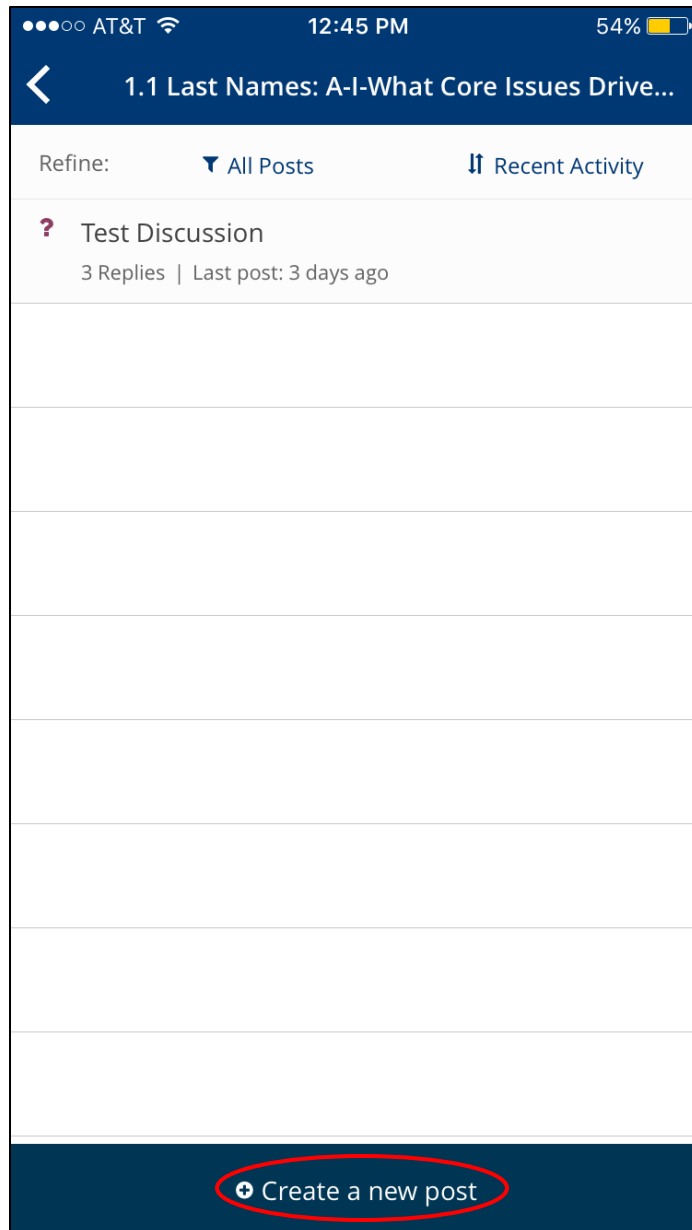 AT&T 12:45 PM 54%
1.1 Last Names: A-I-What Core Issues Drive...
Refine: All Posts Recent Activity
? Test Discussion
3 Replies | Last post: 3 days ago
Create a new post